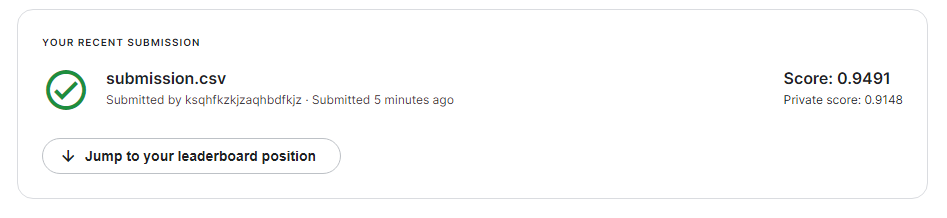 YOUR RECENT SUBMISSION
submission.csv
Submitted by ksqhfkzkjzaqhbdfkjz · Submitted 5 minutes ago
Score: 0.9491
Private score: 0.9148
Jump to your leaderboard position